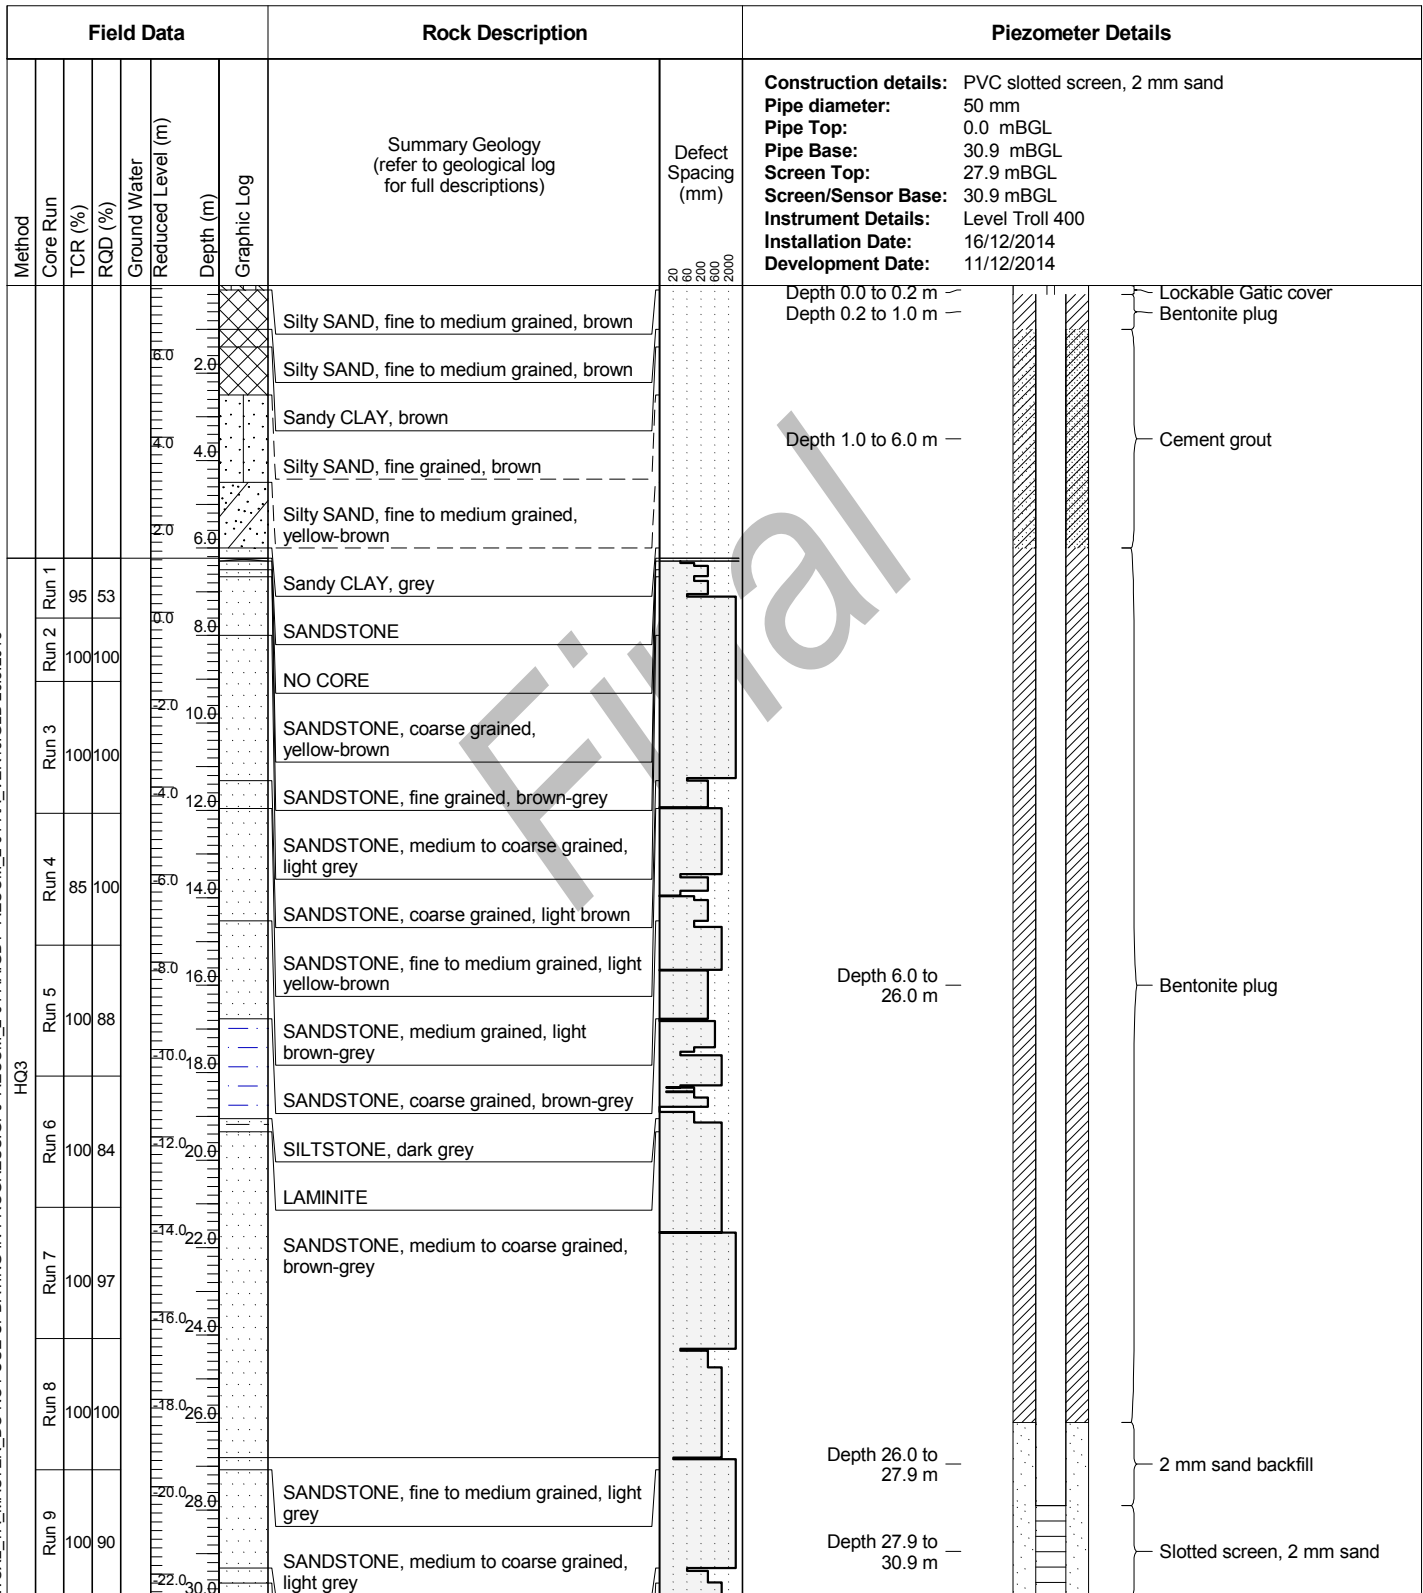 Field Data
Rock Description
Piezometer Details
Method
Core Run
TCR (%)
RQD (%)
Ground Water
Reduced Level (m)
Depth (m)
Graphic Log
Summary Geology
(refer to geological log
for full descriptions)
Defect
Spacing
(mm)
20
60
200
600
2000
Construction details: PVC slotted screen, 2 mm sand
Pipe diameter: 50 mm
Pipe Top: 0.0 mBGL
Pipe Base: 30.9 mBGL
Screen Top: 27.9 mBGL
Screen/Sensor Base: 30.9 mBGL
Instrument Details: Level Troll 400
Installation Date: 16/12/2014
Development Date: 11/12/2014
HQ3
Run 1 95 53
Run 2 100 100
Run 3 100 100
Run 4 85 100
Run 5 100 88
Run 6 100 84
Run 7 100 97
Run 8 100 100
Run 9 100 90
6.0
4.0
2.0
0.0
-2.0
-4.0
-6.0
-8.0
-10.0
-12.0
-14.0
-16.0
-18.0
-20.0
-22.0
2.0
4.0
6.0
8.0
10.0
12.0
14.0
16.0
18.0
20.0
22.0
24.0
26.0
28.0
30.0
Silty SAND, fine to medium grained, brown
Silty SAND, fine to medium grained, brown
Sandy CLAY, brown
Silty SAND, fine grained, brown
Silty SAND, fine to medium grained,
yellow-brown
Sandy CLAY, grey
SANDSTONE
NO CORE
SANDSTONE, coarse grained,
yellow-brown
SANDSTONE, fine grained, brown-grey
SANDSTONE, medium to coarse grained,
light grey
SANDSTONE, coarse grained, light brown
SANDSTONE, fine to medium grained, light
yellow-brown
SANDSTONE, medium grained, light
brown-grey
SANDSTONE, coarse grained, brown-grey
SILTSTONE, dark grey
LAMINITE
SANDSTONE, medium to coarse grained,
brown-grey
SANDSTONE, fine to medium grained, light
grey
SANDSTONE, medium to coarse grained,
light grey
Final
Depth 0.0 to 0.2 m
Lockable Gatic cover
Depth 0.2 to 1.0 m
Bentonite plug
Depth 1.0 to 6.0 m
Cement grout
Depth 6.0 to
26.0 m
Bentonite plug
Depth 26.0 to
27.9 m
2 mm sand backfill
Depth 27.9 to
30.9 m
Slotted screen, 2 mm sand